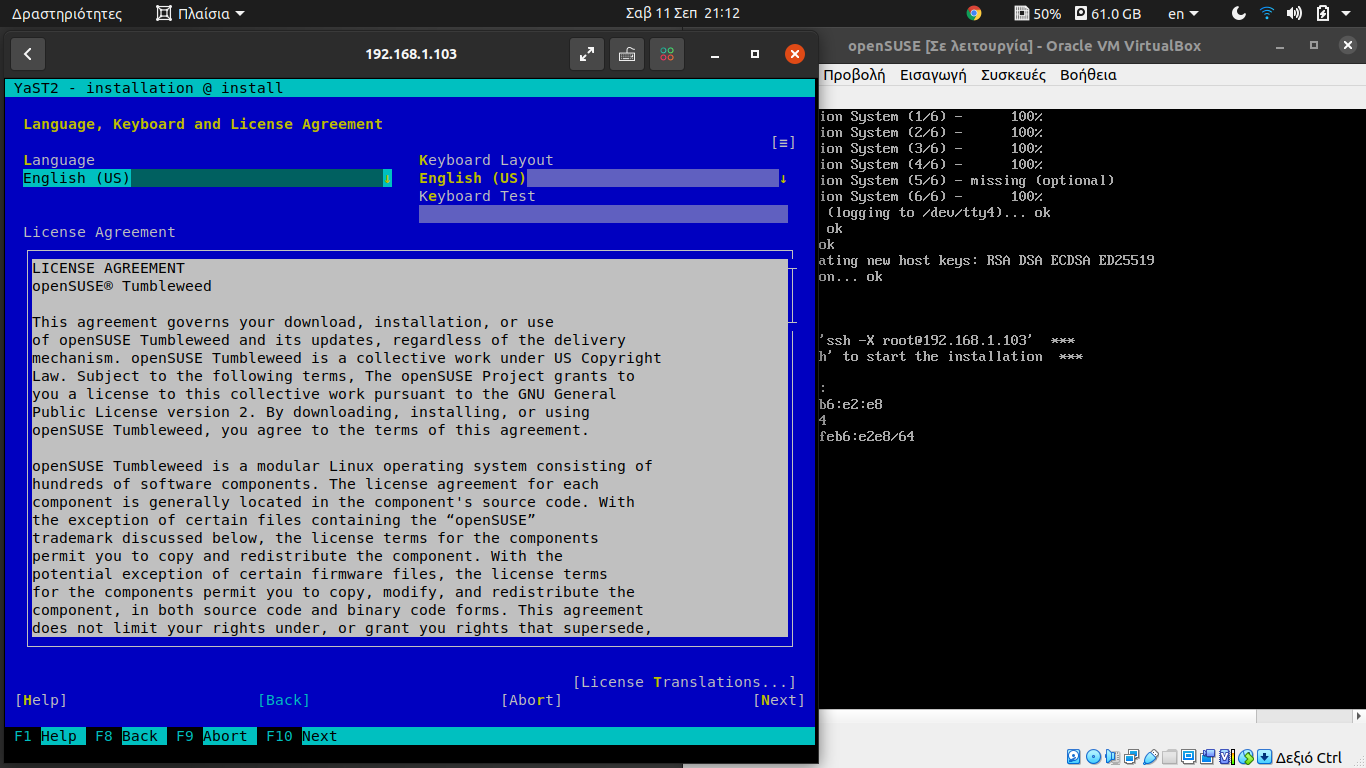 Δραστηριότητες Πλαίσια Σαβ 11 Σεπ 21:12 50% 61.0 GB en
192.168.1.103
YaST2 - installation @ install
Language, Keyboard and License Agreement
[≡]
Language Keyboard Layout
English (US) ↓ English (US) ↓
Keyboard Test
License Agreement
LICENSE AGREEMENT
openSUSE® Tumbleweed
This agreement governs your download, installation, or use
of openSUSE Tumbleweed and its updates, regardless of the delivery
mechanism. openSUSE Tumbleweed is a collective work under US Copyright
Law. Subject to the following terms, The openSUSE Project grants to
you a license to this collective work pursuant to the GNU General
Public License version 2. By downloading, installing, or using
openSUSE Tumbleweed, you agree to the terms of this agreement.
openSUSE Tumbleweed is a modular Linux operating system consisting of
hundreds of software components. The license agreement for each
component is generally located in the component's source code. With
the exception of certain files containing the “openSUSE”
trademark discussed below, the license terms for the components
permit you to copy and redistribute the component. With the
potential exception of certain firmware files, the license terms
for the components permit you to copy, modify, and redistribute the
component, in both source code and binary code forms. This agreement
does not limit your rights under, or grant you rights that supersede,
[License Translations...]
[Help] [Back] [Abort] [Next]
F1 Help F8 Back F9 Abort F10 Next
openSUSE [Σε λειτουργία] - Oracle VM VirtualBox
Προβολή Εισαγωγή Συσκευές Βοήθεια
ion System (1/6) - 100%
ion System (2/6) - 100%
ion System (3/6) - 100%
ion System (4/6) - 100%
ion System (5/6) - missing (optional)
ion System (6/6) - 100%
(logging to /dev/tty4)... ok
ok
ok
ating new host keys: RSA DSA ECDSA ED25519
on... ok
'ssh -X root@192.168.1.103' ***
h' to start the installation ***
:
b6:e2:e8
4
feb6:e2e8/64
Δεξιό Ctrl